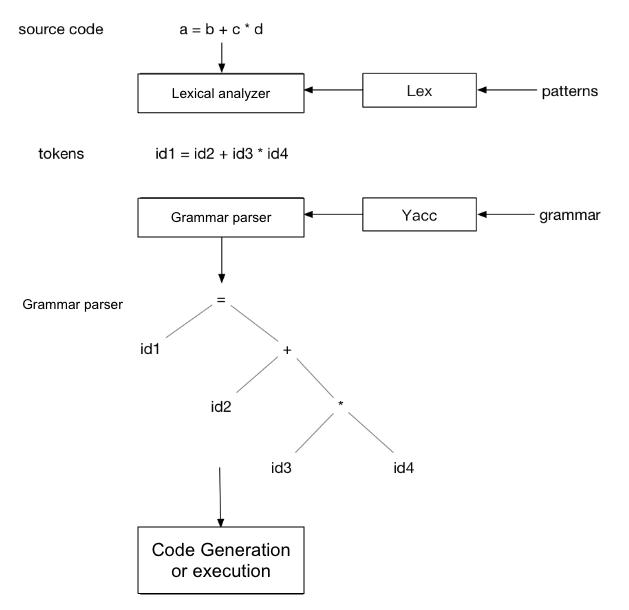 source code a = b + c * d
Lexical analyzer Lex patterns
tokens id1 = id2 + id3 * id4
Grammar parser Yacc grammar
Grammar parser =
id1 +
id2 *
id3 id4
Code Generation
or execution